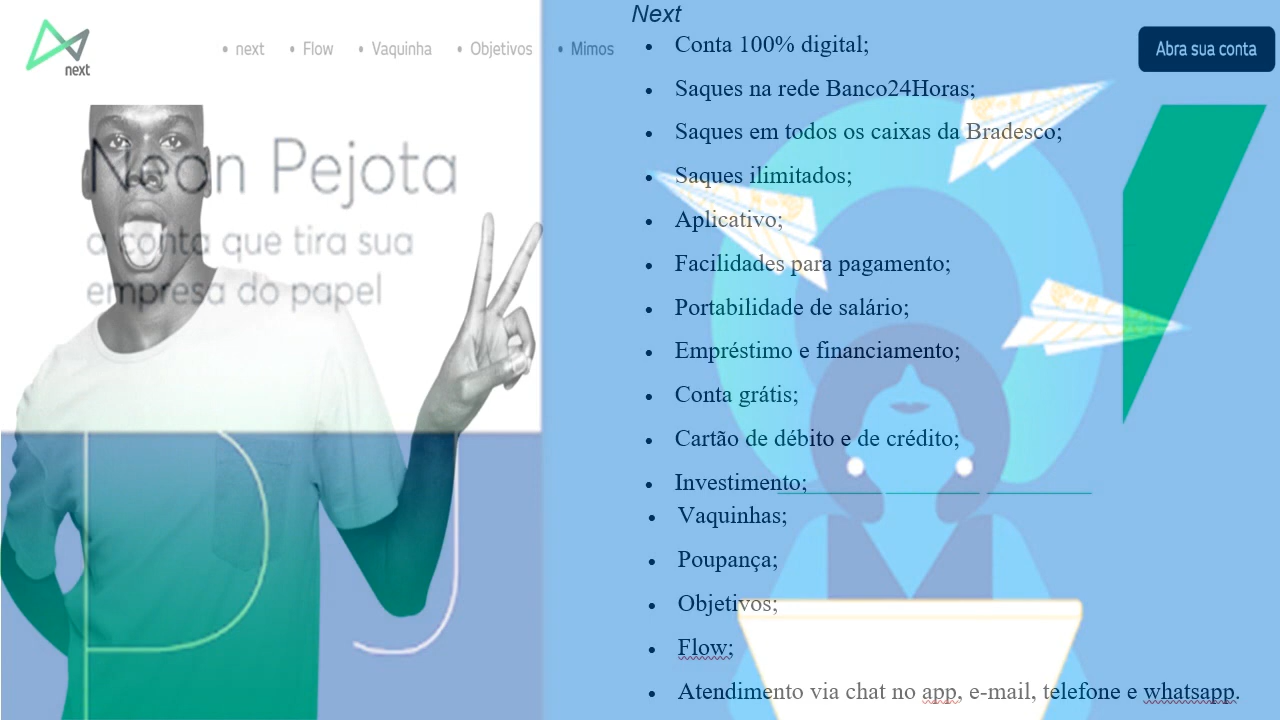 next
next
Flow
Vaquinha
Objetivos
Mimos
Abra sua conta
Neon Pejota
a conta que tira sua
empresa do papel
PJ
Next
Conta 100% digital;
Saques na rede Banco24Horas;
Saques em todos os caixas da Bradesco;
Saques ilimitados;
Aplicativo;
Facilidades para pagamento;
Portabilidade de salário;
Empréstimo e financiamento;
Conta grátis;
Cartão de débito e de crédito;
Investimento;
Vaquinhas;
Poupança;
Objetivos;
Flow;
Atendimento via chat no app, e-mail, telefone e whatsapp.